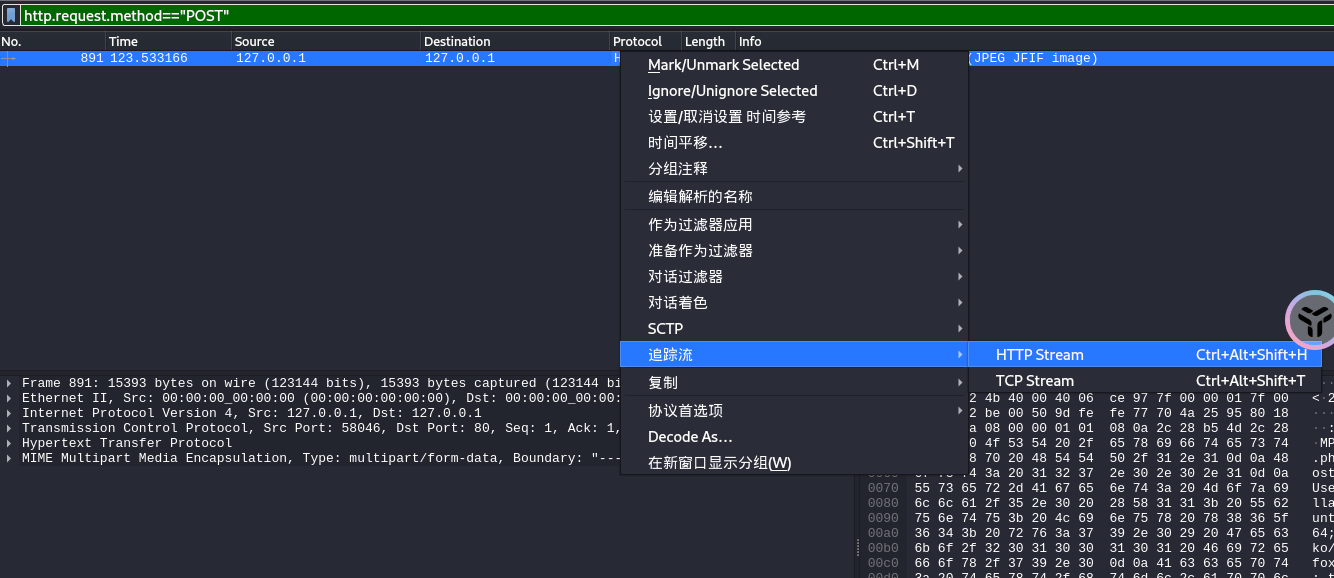 http.request.method=="POST"
No. Time Source Destination Protocol Length Info
891 123.533166 127.0.0.1 127.0.0.1 (JPEG JFIF image)
Mark/Unmark Selected Ctrl+M
Ignore/Unignore Selected Ctrl+D
设置/取消设置 时间参考 Ctrl+T
时间平移… Ctrl+Shift+T
分组注释
编辑解析的名称
作为过滤器应用
准备作为过滤器
对话过滤器
对话着色
SCTP
追踪流 HTTP Stream Ctrl+Alt+Shift+H
复制 TCP Stream Ctrl+Alt+Shift+T
协议首选项
Decode As…
在新窗口显示分组(W)
Frame 891: 15393 bytes on wire (123144 bits), 15393 bytes captured (123144 bi
Ethernet II, Src: 00:00:00_00:00:00 (00:00:00:00:00:00), Dst: 00:00:00_00:00:
Internet Protocol Version 4, Src: 127.0.0.1, Dst: 127.0.0.1
Transmission Control Protocol, Src Port: 58046, Dst Port: 80, Seq: 1, Ack: 1,
Hypertext Transfer Protocol
MIME Multipart Media Encapsulation, Type: multipart/form-data, Boundary: "---
2 4b 40 00 40 06 ce 97 7f 00 00 01 7f 00 <·2
2 be 00 50 9d fe fe 77 70 4a 25 95 80 18 ···
a 08 00 00 01 01 08 0a 2c 28 b5 4d 2c 28 ··:
0 4f 53 54 20 2f 65 78 69 66 74 65 73 74 ·MP
8 70 20 48 54 54 50 2f 31 2e 31 0d 0a 48 .ph
3a 20 31 32 37 2e 30 2e 30 2e 31 0d 0a ost
0070 55 73 65 72 2d 41 67 65 6e 74 3a 20 4d 6f 7a 69 Use
0080 6c 6c 61 2f 35 2e 30 20 28 58 31 31 3b 20 55 62 lla
0090 75 6e 74 75 3b 20 4c 69 6e 75 78 20 78 38 36 5f unt
00a0 36 34 3b 20 72 76 3a 37 39 2e 30 29 20 47 65 63 64;
00b0 6b 6f 2f 32 30 31 30 30 31 30 31 20 46 69 72 65 ko/
00c0 66 6f 78 2f 37 39 2e 30 0d 0a 41 63 63 65 70 74 fox